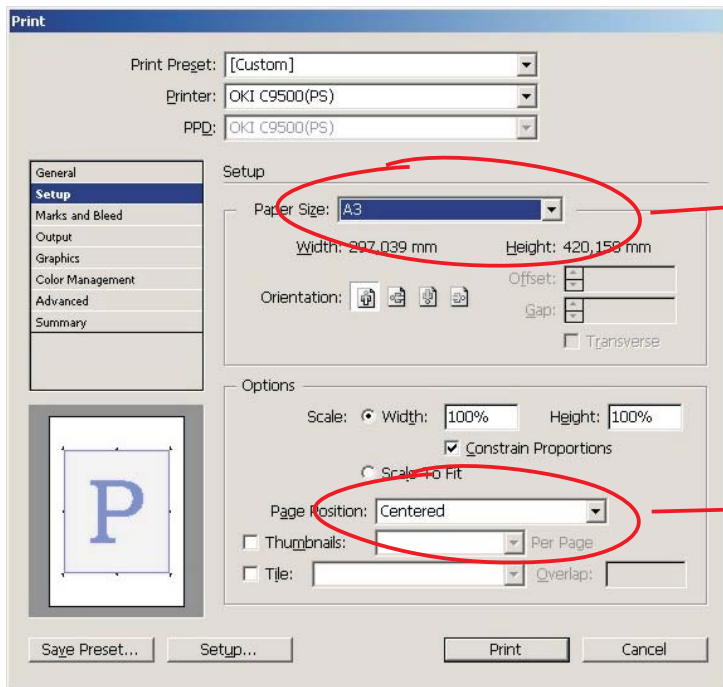 Print
Print Preset: [Custom]
Printer: OKI C9500(PS)
PPD: OKI C9500(PS)
General
Setup
Marks and Bleed
Output
Graphics
Color Management
Advanced
Summary
Setup
Paper Size: A3
Width: 297,039 mm Height: 420,158 mm
Orientation:
Offset:
Gap:
Transverse
Options
Scale: Width: 100% Height: 100%
Constrain Proportions
Scale To Fit
Page Position: Centered
Thumbnails: Per Page
Tile: Overlap:
P
Save Preset... Setup... Print Cancel